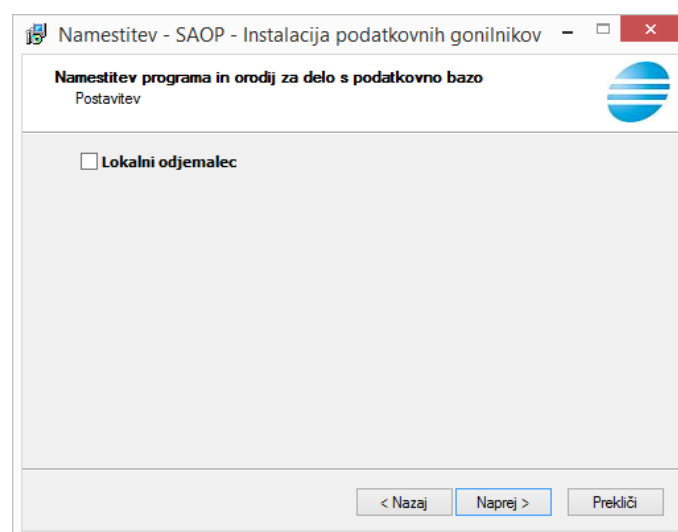 Namestitev - SAOP - Instalacija podatkovnih gonilnikov
Namestitev programa in orodij za delo s podatkovno bazo
Postavitev
Lokalni odjemalec
< Nazaj
Naprej >
Prekliči